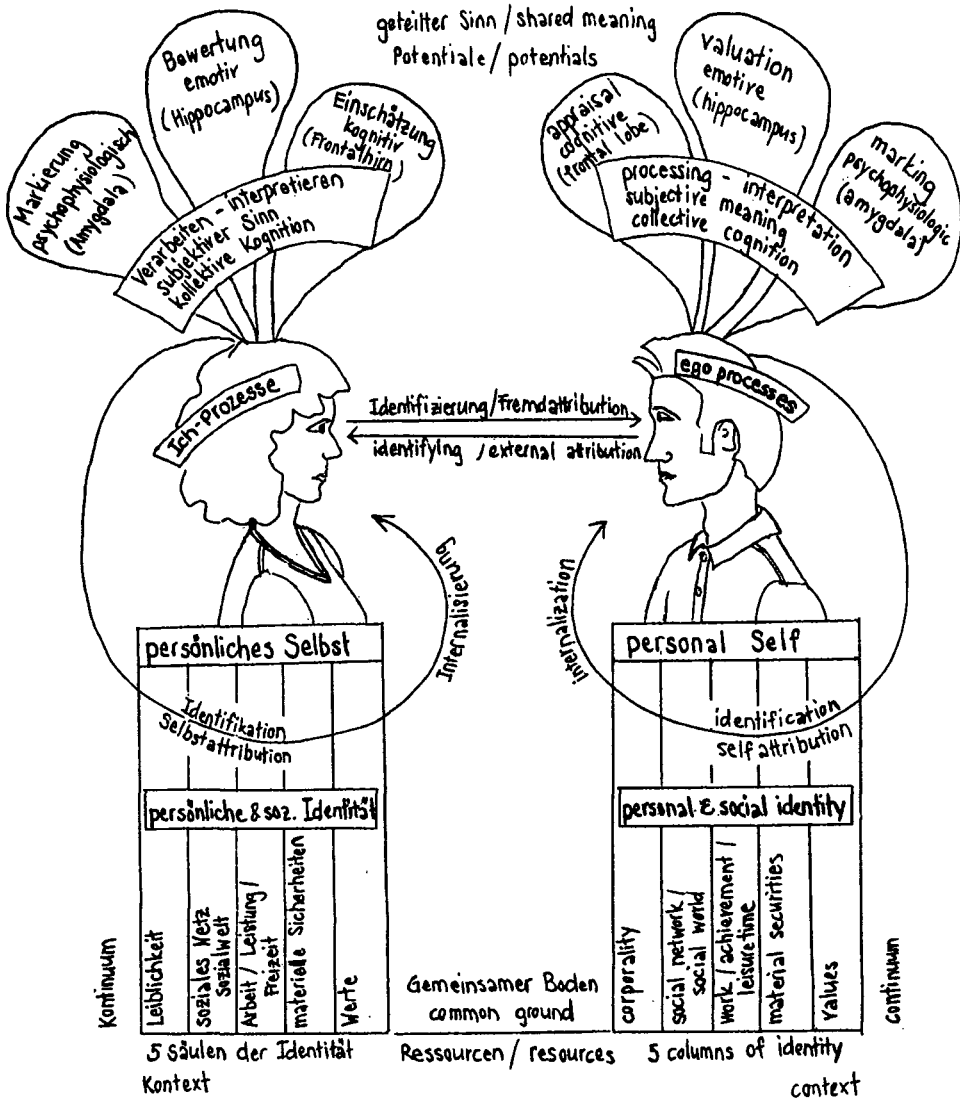 geteilter Sinn / shared meaning
Potentiale / potentials
Markierung
psychophysiologisch
(Amygdala)
Bewertung
emotiv
(Hippocampus)
Einschätzung
kognitiv
(Frontalhirn)
Verarbeiten - interpretieren
subjektiver Sinn
kollektive Kognition
appraisal
cognitive
(frontal lobe)
valuation
emotive
(hippocampus)
marking
psychophysiologic
(amygdala)
processing - interpretation
subjective meaning
collective cognition
Ich-Prozesse
ego processes
Identifizierung/Fremdattribution
identifying / external attribution
Internalisierung
internalization
persönliches Selbst
personal Self
Identifikation
Selbstattribution
identification
self attribution
persönliche & soz. Identität
personal & social identity
Kontinuum
Leiblichkeit
soziales Netz
Sozialwelt
Arbeit / Leistung /
Freizeit
materielle Sicherheiten
Werte
Gemeinsamer Boden
common ground
corporality
social network /
social world
work / achievement /
leisure time
material securities
values
continuum
5 Säulen der Identität
Ressourcen / resources
5 columns of identity
Kontext
context